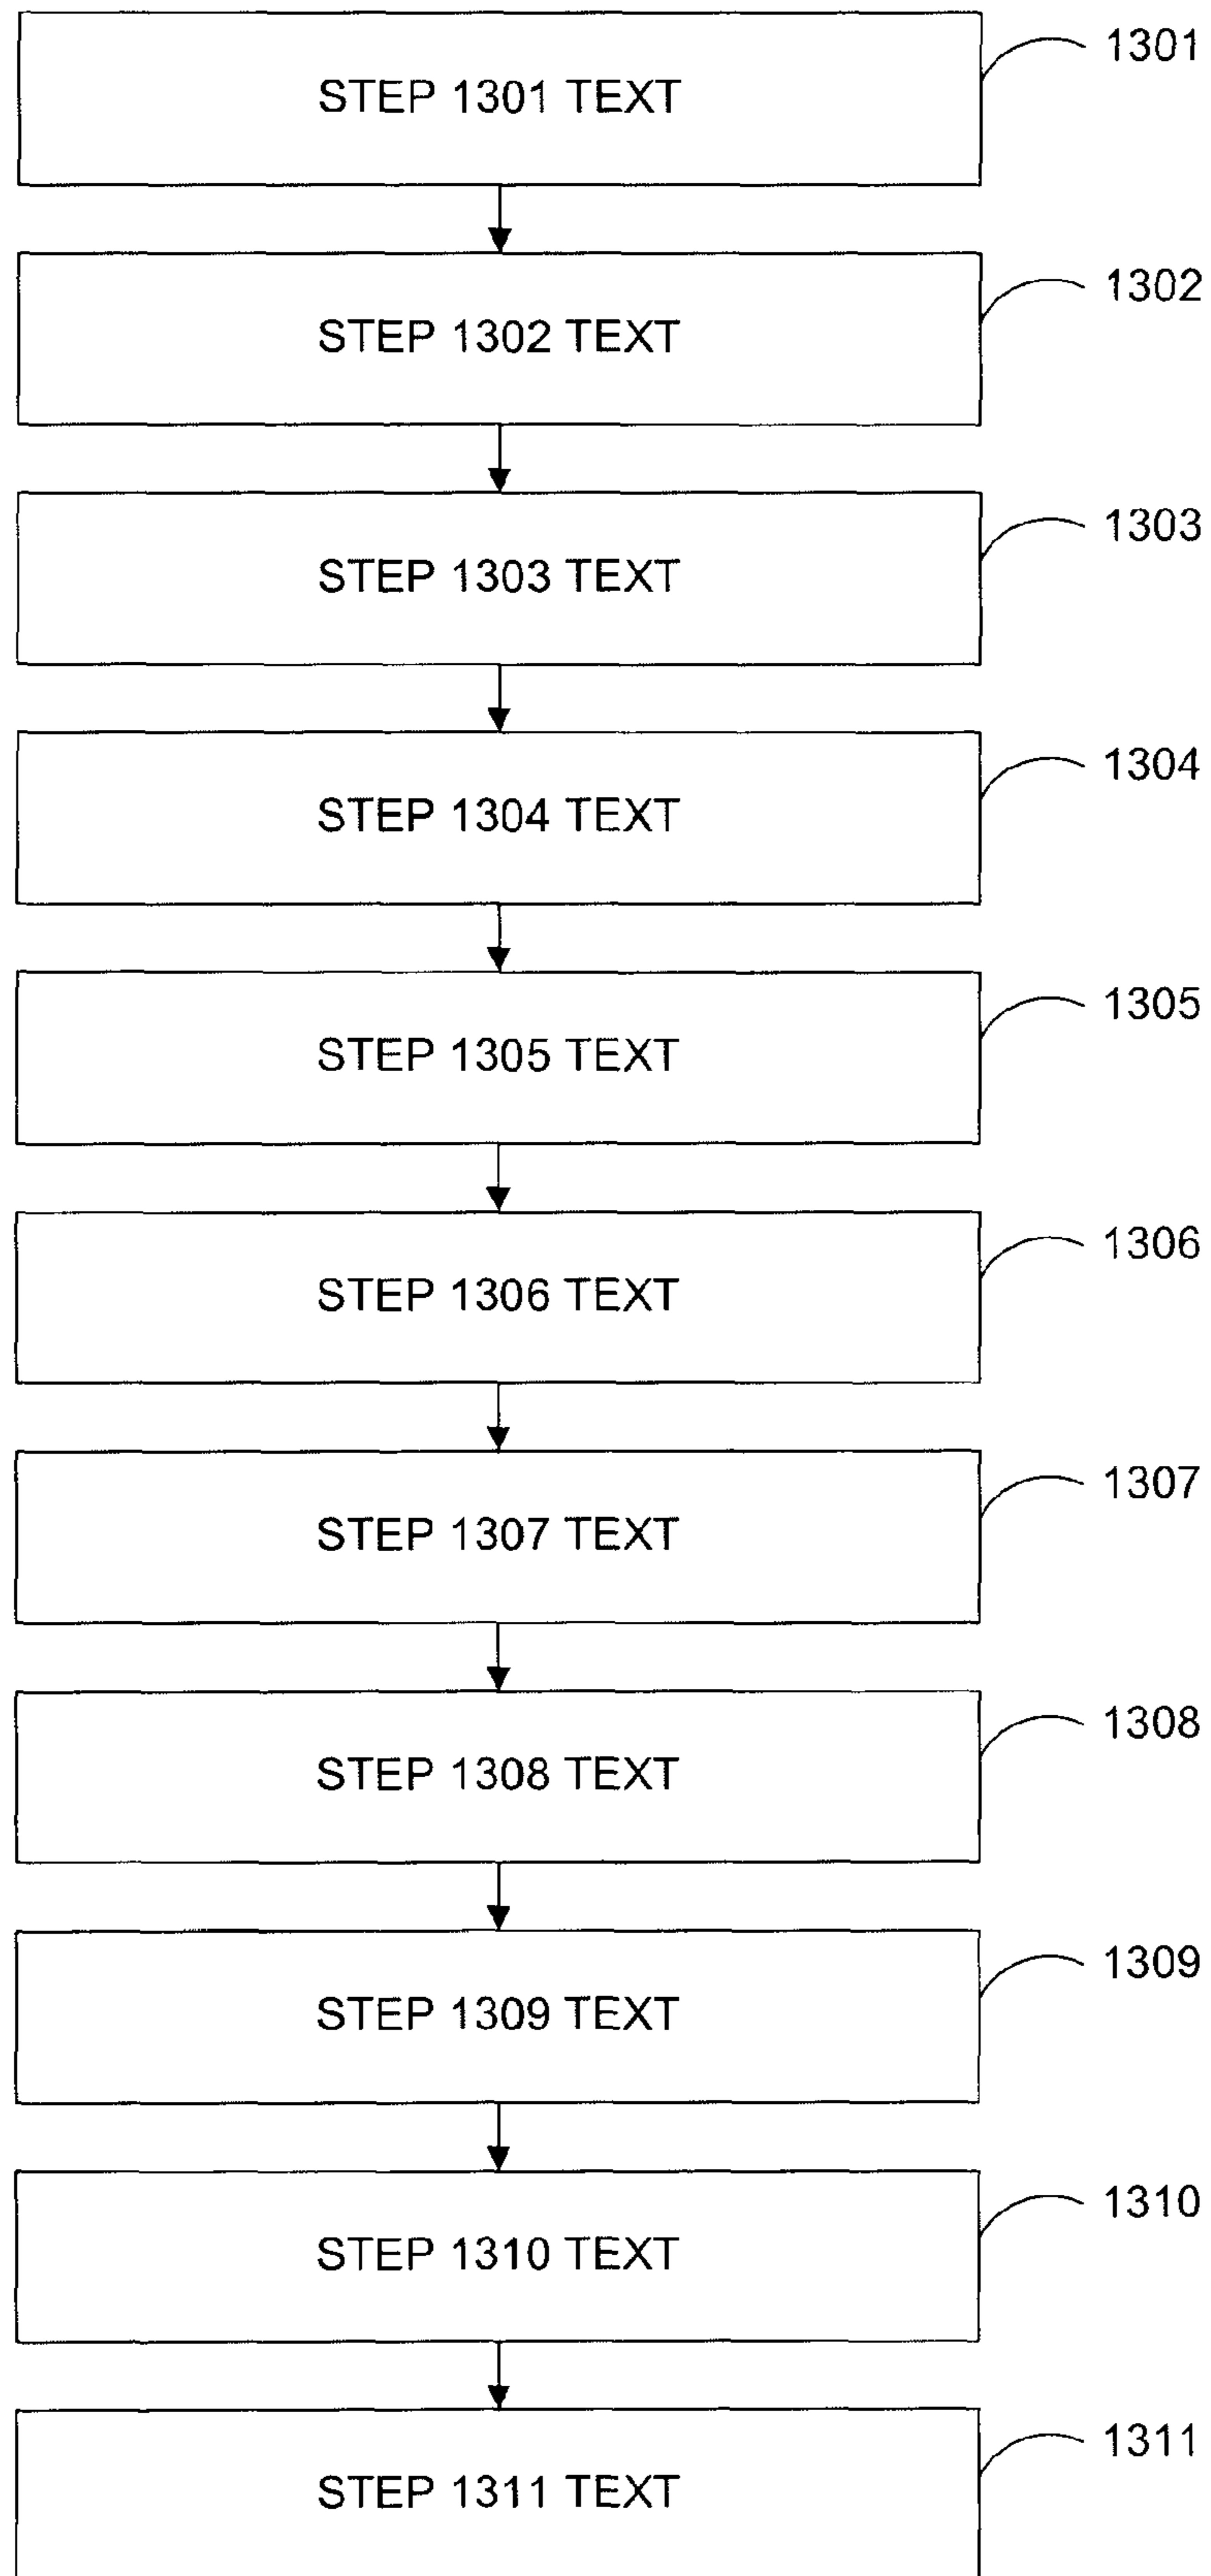 1301
STEP 1301 TEXT
1302
STEP 1302 TEXT
1303
STEP 1303 TEXT
1304
STEP 1304 TEXT
1305
STEP 1305 TEXT
1306
STEP 1306 TEXT
1307
STEP 1307 TEXT
1308
STEP 1308 TEXT
1309
STEP 1309 TEXT
1310
STEP 1310 TEXT
1311
STEP 1311 TEXT